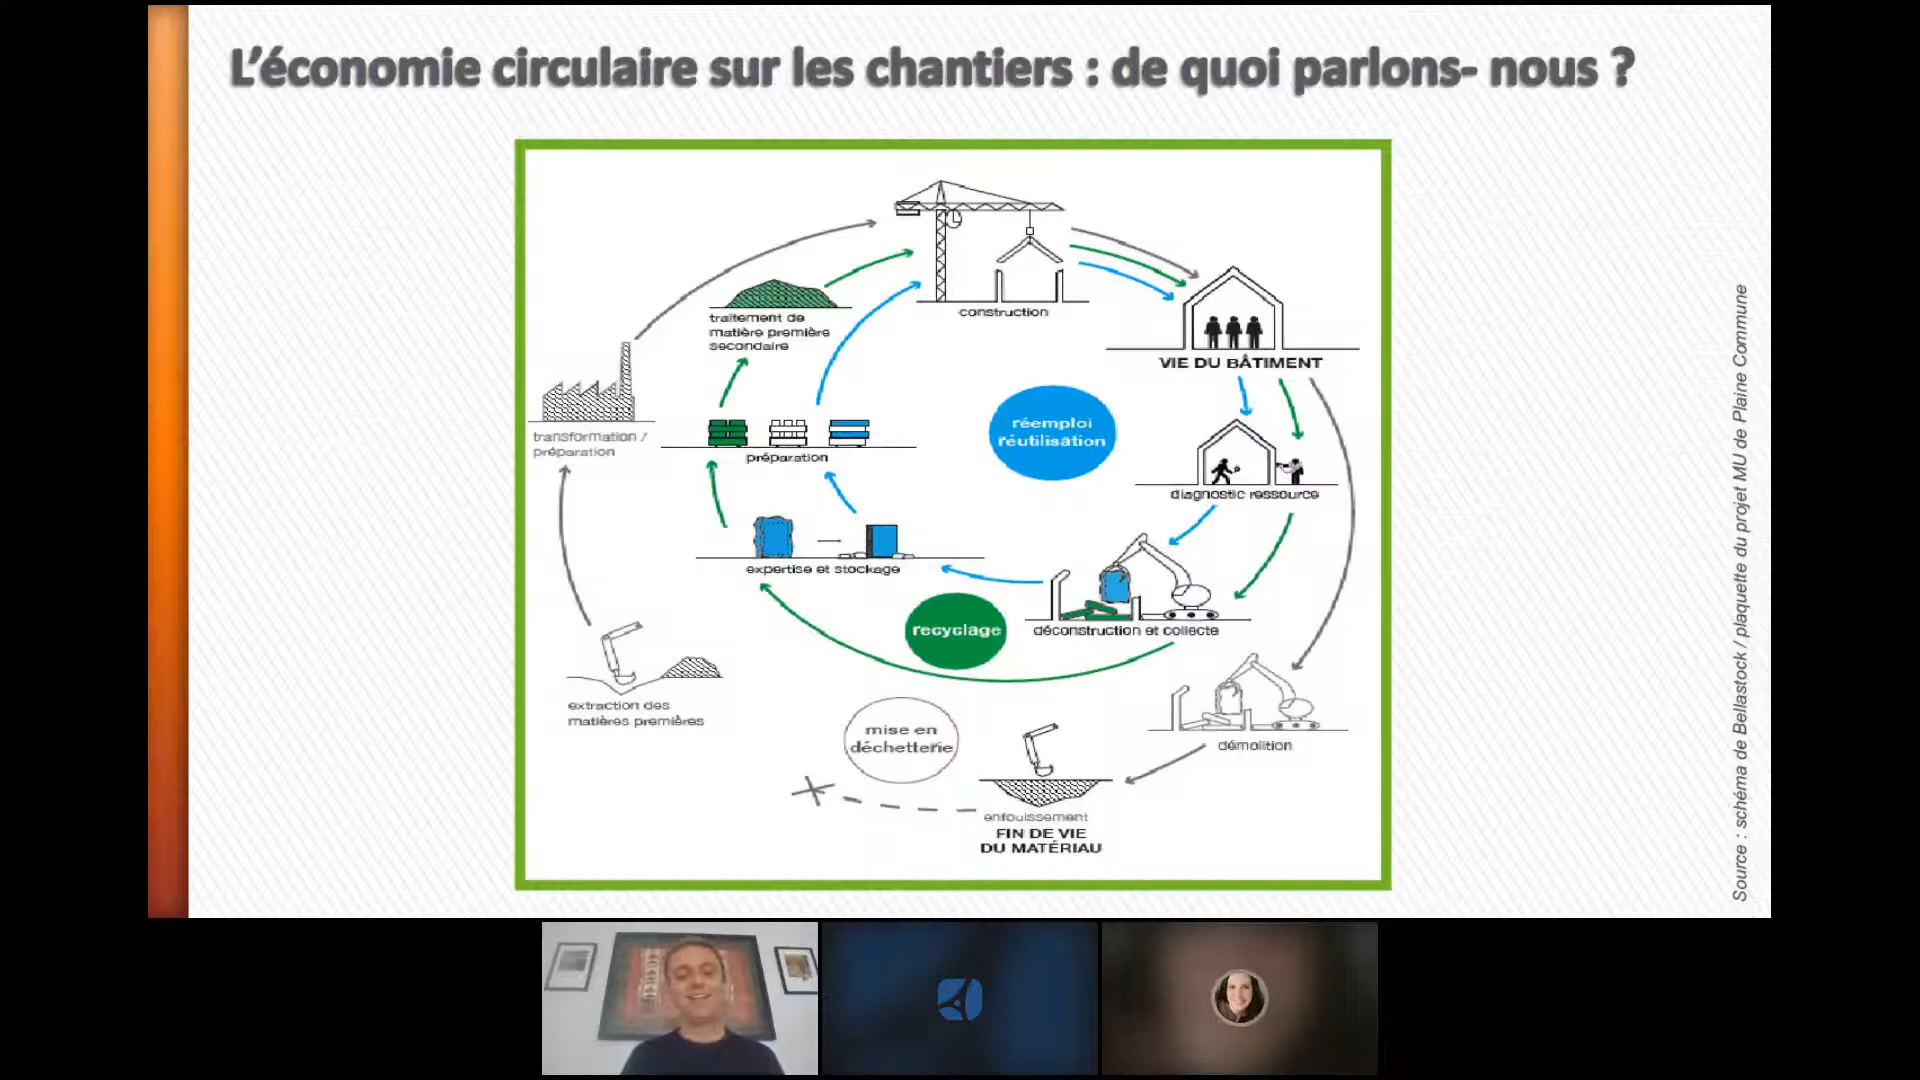 L'économie circulaire sur les chantiers : de quoi parlons- nous ?
construction
traitement de
matière première
secondaire
VIE DU BÂTIMENT
réemploi
réutilisation
transformation /
préparation
préparation
diagnostic ressource
expertise et stockage
recyclage
déconstruction et collecte
extraction des
matières premières
mise en
déchetterie
démolition
enfouissement
FIN DE VIE
DU MATÉRIAU
Source : schéma de Bellastock / plaquette du projet MU de Plaine Commune